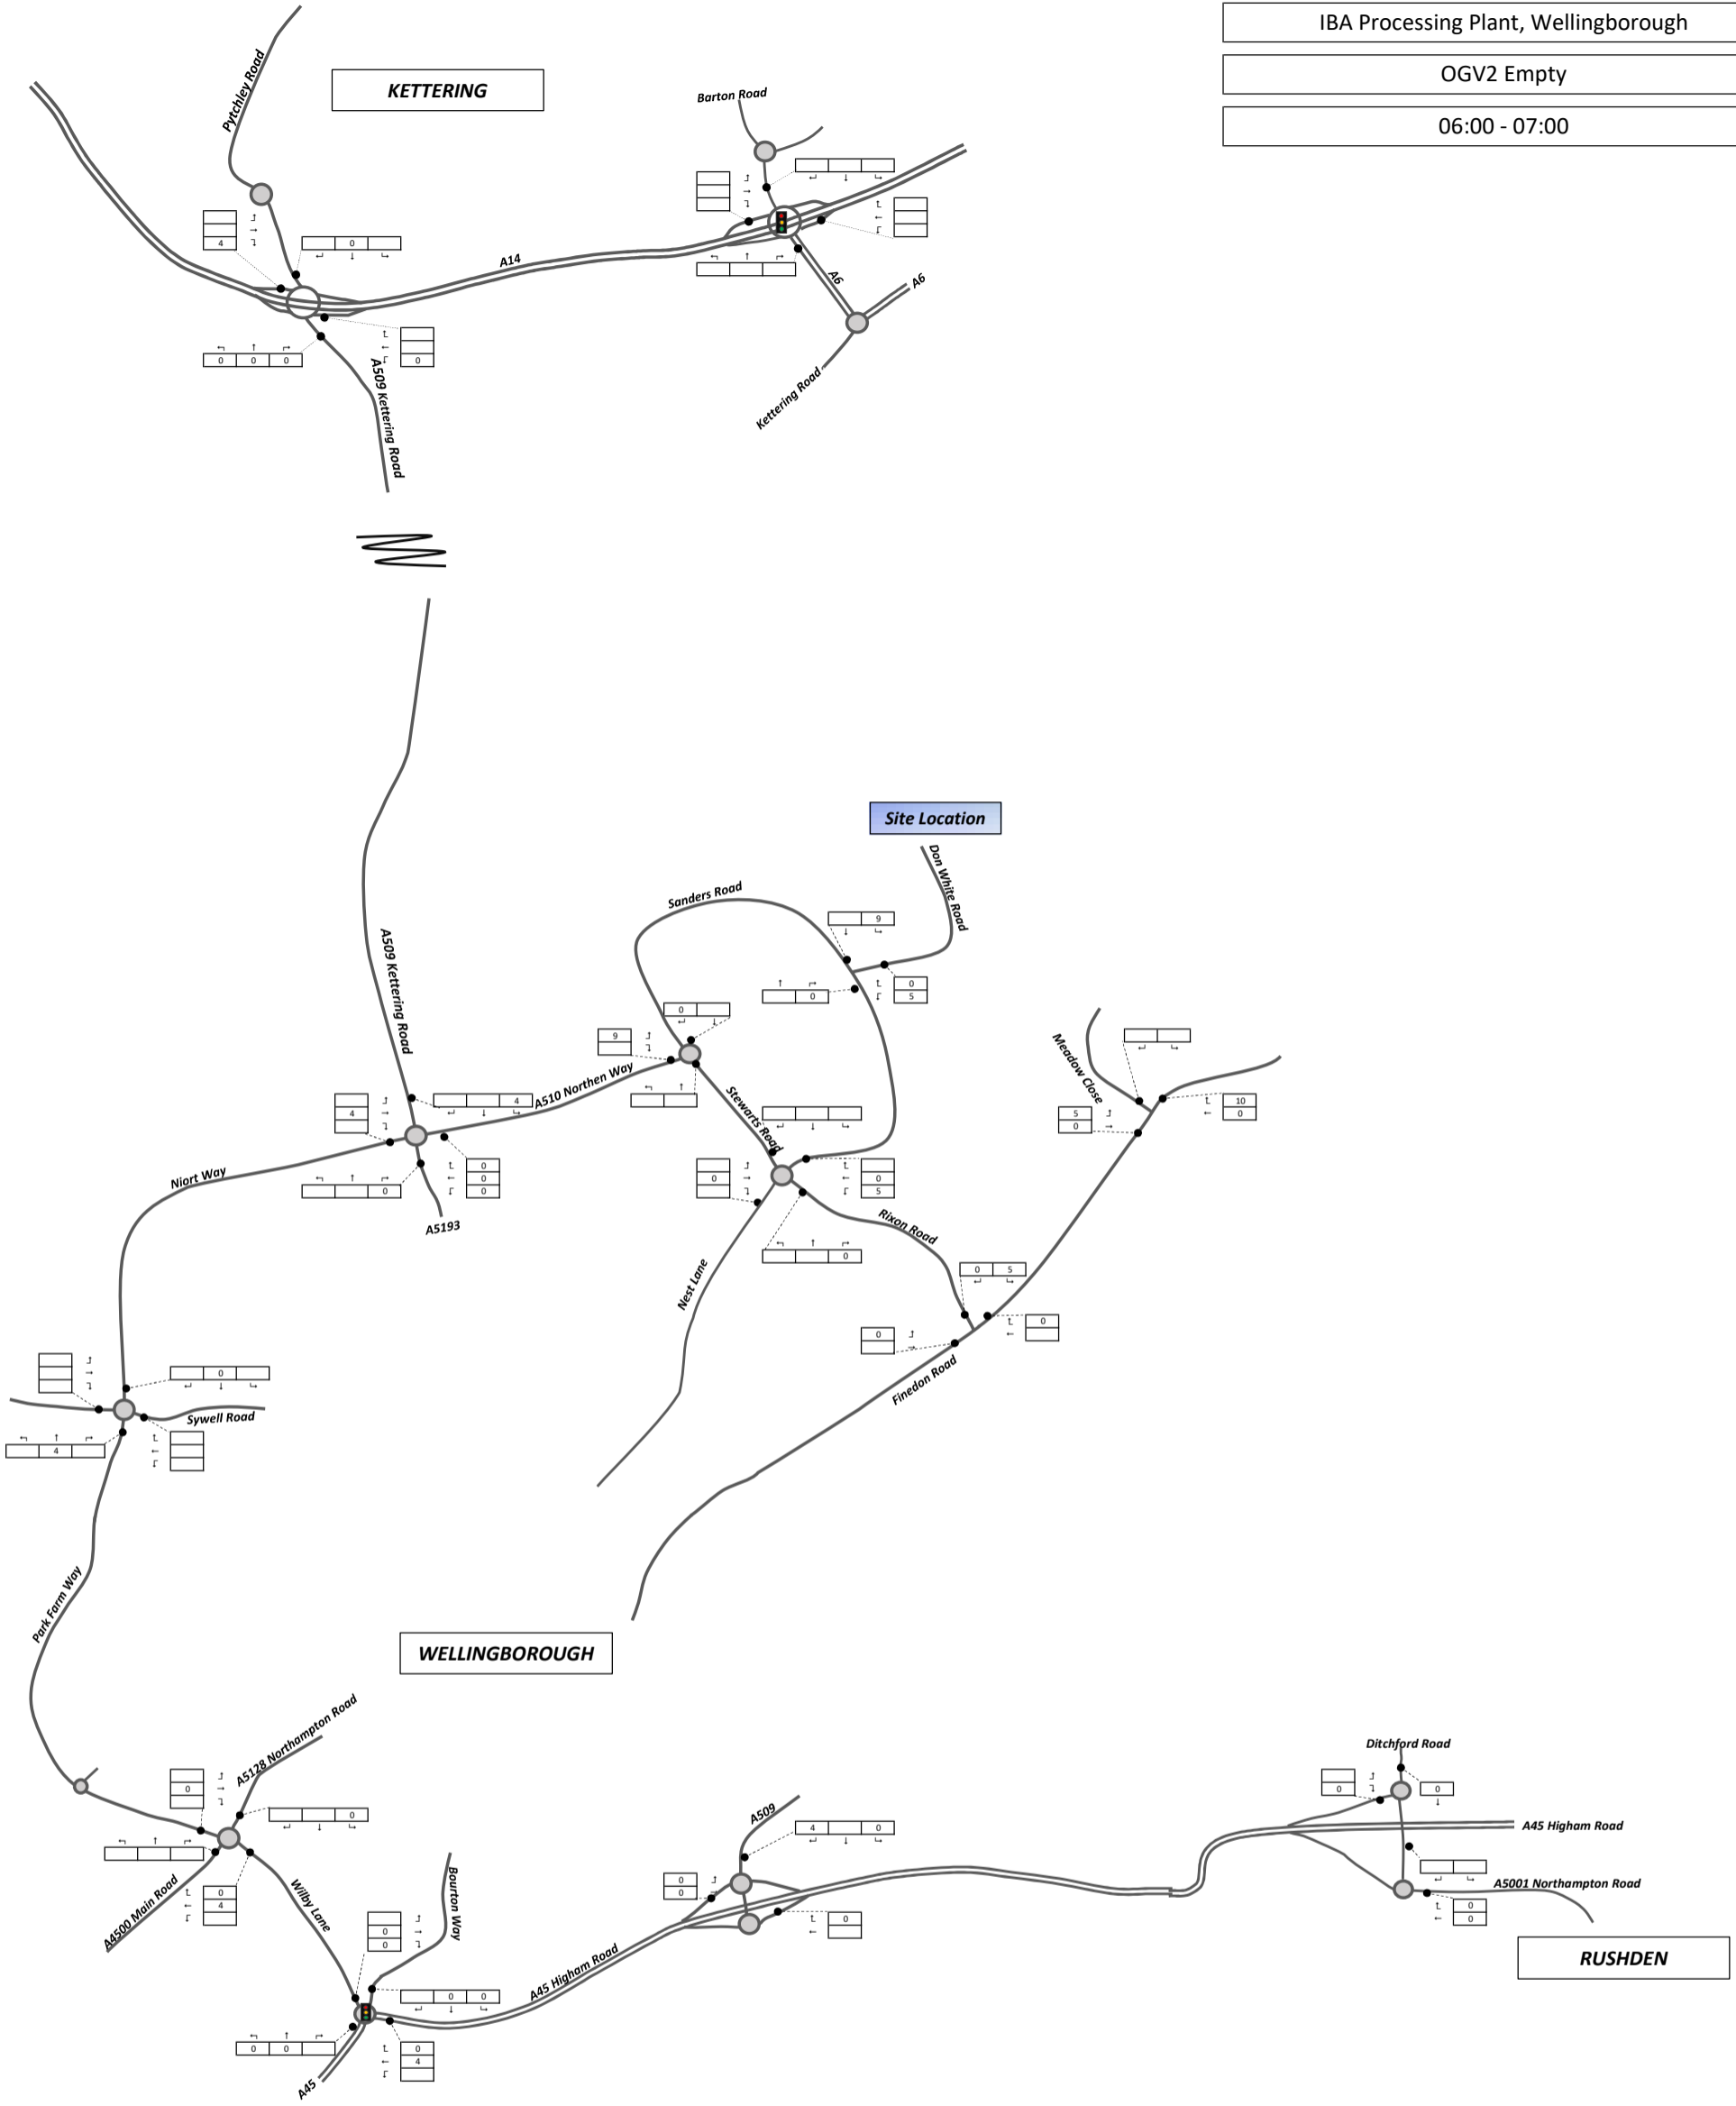 IBA Processing Plant, Wellingborough
OGV2 Empty
06:00 - 07:00
KETTERING
Pytchley Road
Barton Road
4
0
A14
A6
A6
0 0 0
0
A509 Kettering Road
Kettering Road
Site Location
Don White Road
Sanders Road
9
0
0
5
A509 Kettering Road
0
9
Meadow Close
10
0
5
0
A510 Northen Way
Stewarts Road
4
4
0
0
0
0
A5193
Niort Way
0
0
5
0
Rixon Road
Nest Lane
0 5
0
0
Finedon Road
0
Sywell Road
4
Park Farm Way
WELLINGBOROUGH
A5128 Northampton Road
0
0
A4500 Main Road
0
4
Wilby Lane
Bourton Way
0
0
0 0
0 0
0
4
A45
A45 Higham Road
A509
4 0
0
0
0
Ditchford Road
0
0
A45 Higham Road
A5001 Northampton Road
0
0
RUSHDEN